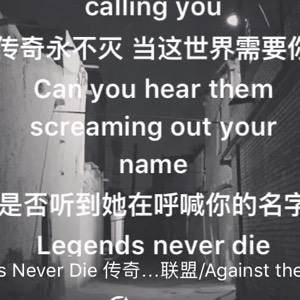 calling you
传奇永不灭 当这世界需要你
Can you hear them
screaming out your
name
是否听到她在呼喊你的名字
Legends never die
s Never Die 传奇…联盟/Against the